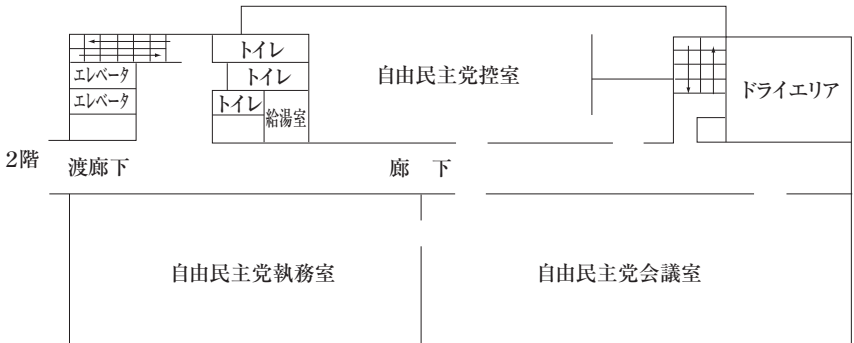 トイレ
エレベータ
トイレ
自由民主党控室
ドライエリア
エレベータ
トイレ
給湯室
2階
渡廊下
廊 下
自由民主党執務室
自由民主党会議室